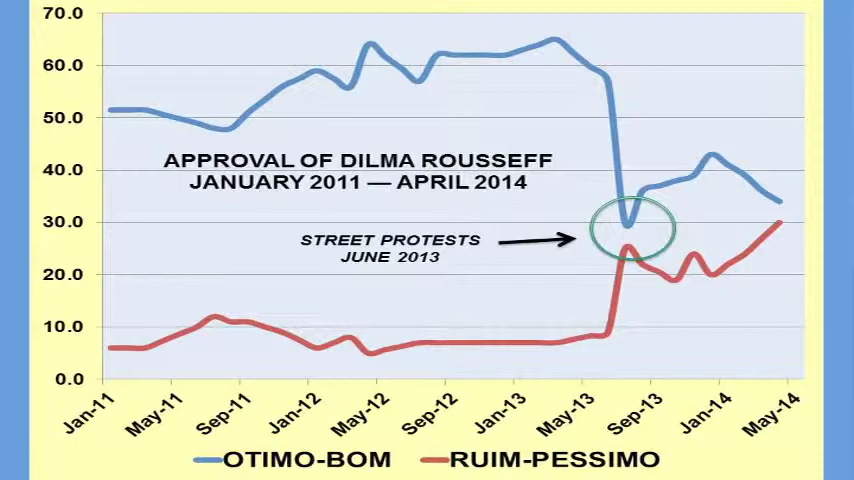 70.0
60.0
50.0
40.0
30.0
20.0
10.0
0.0
APPROVAL OF DILMA ROUSSEFF
JANUARY 2011 — APRIL 2014
STREET PROTESTS
JUNE 2013
Jan-11 May-11 Sep-11 Jan-12 May-12 Sep-12 Jan-13 May-13 Sep-13 Jan-14 May-14
OTIMO-BOM RUIM-PESSIMO